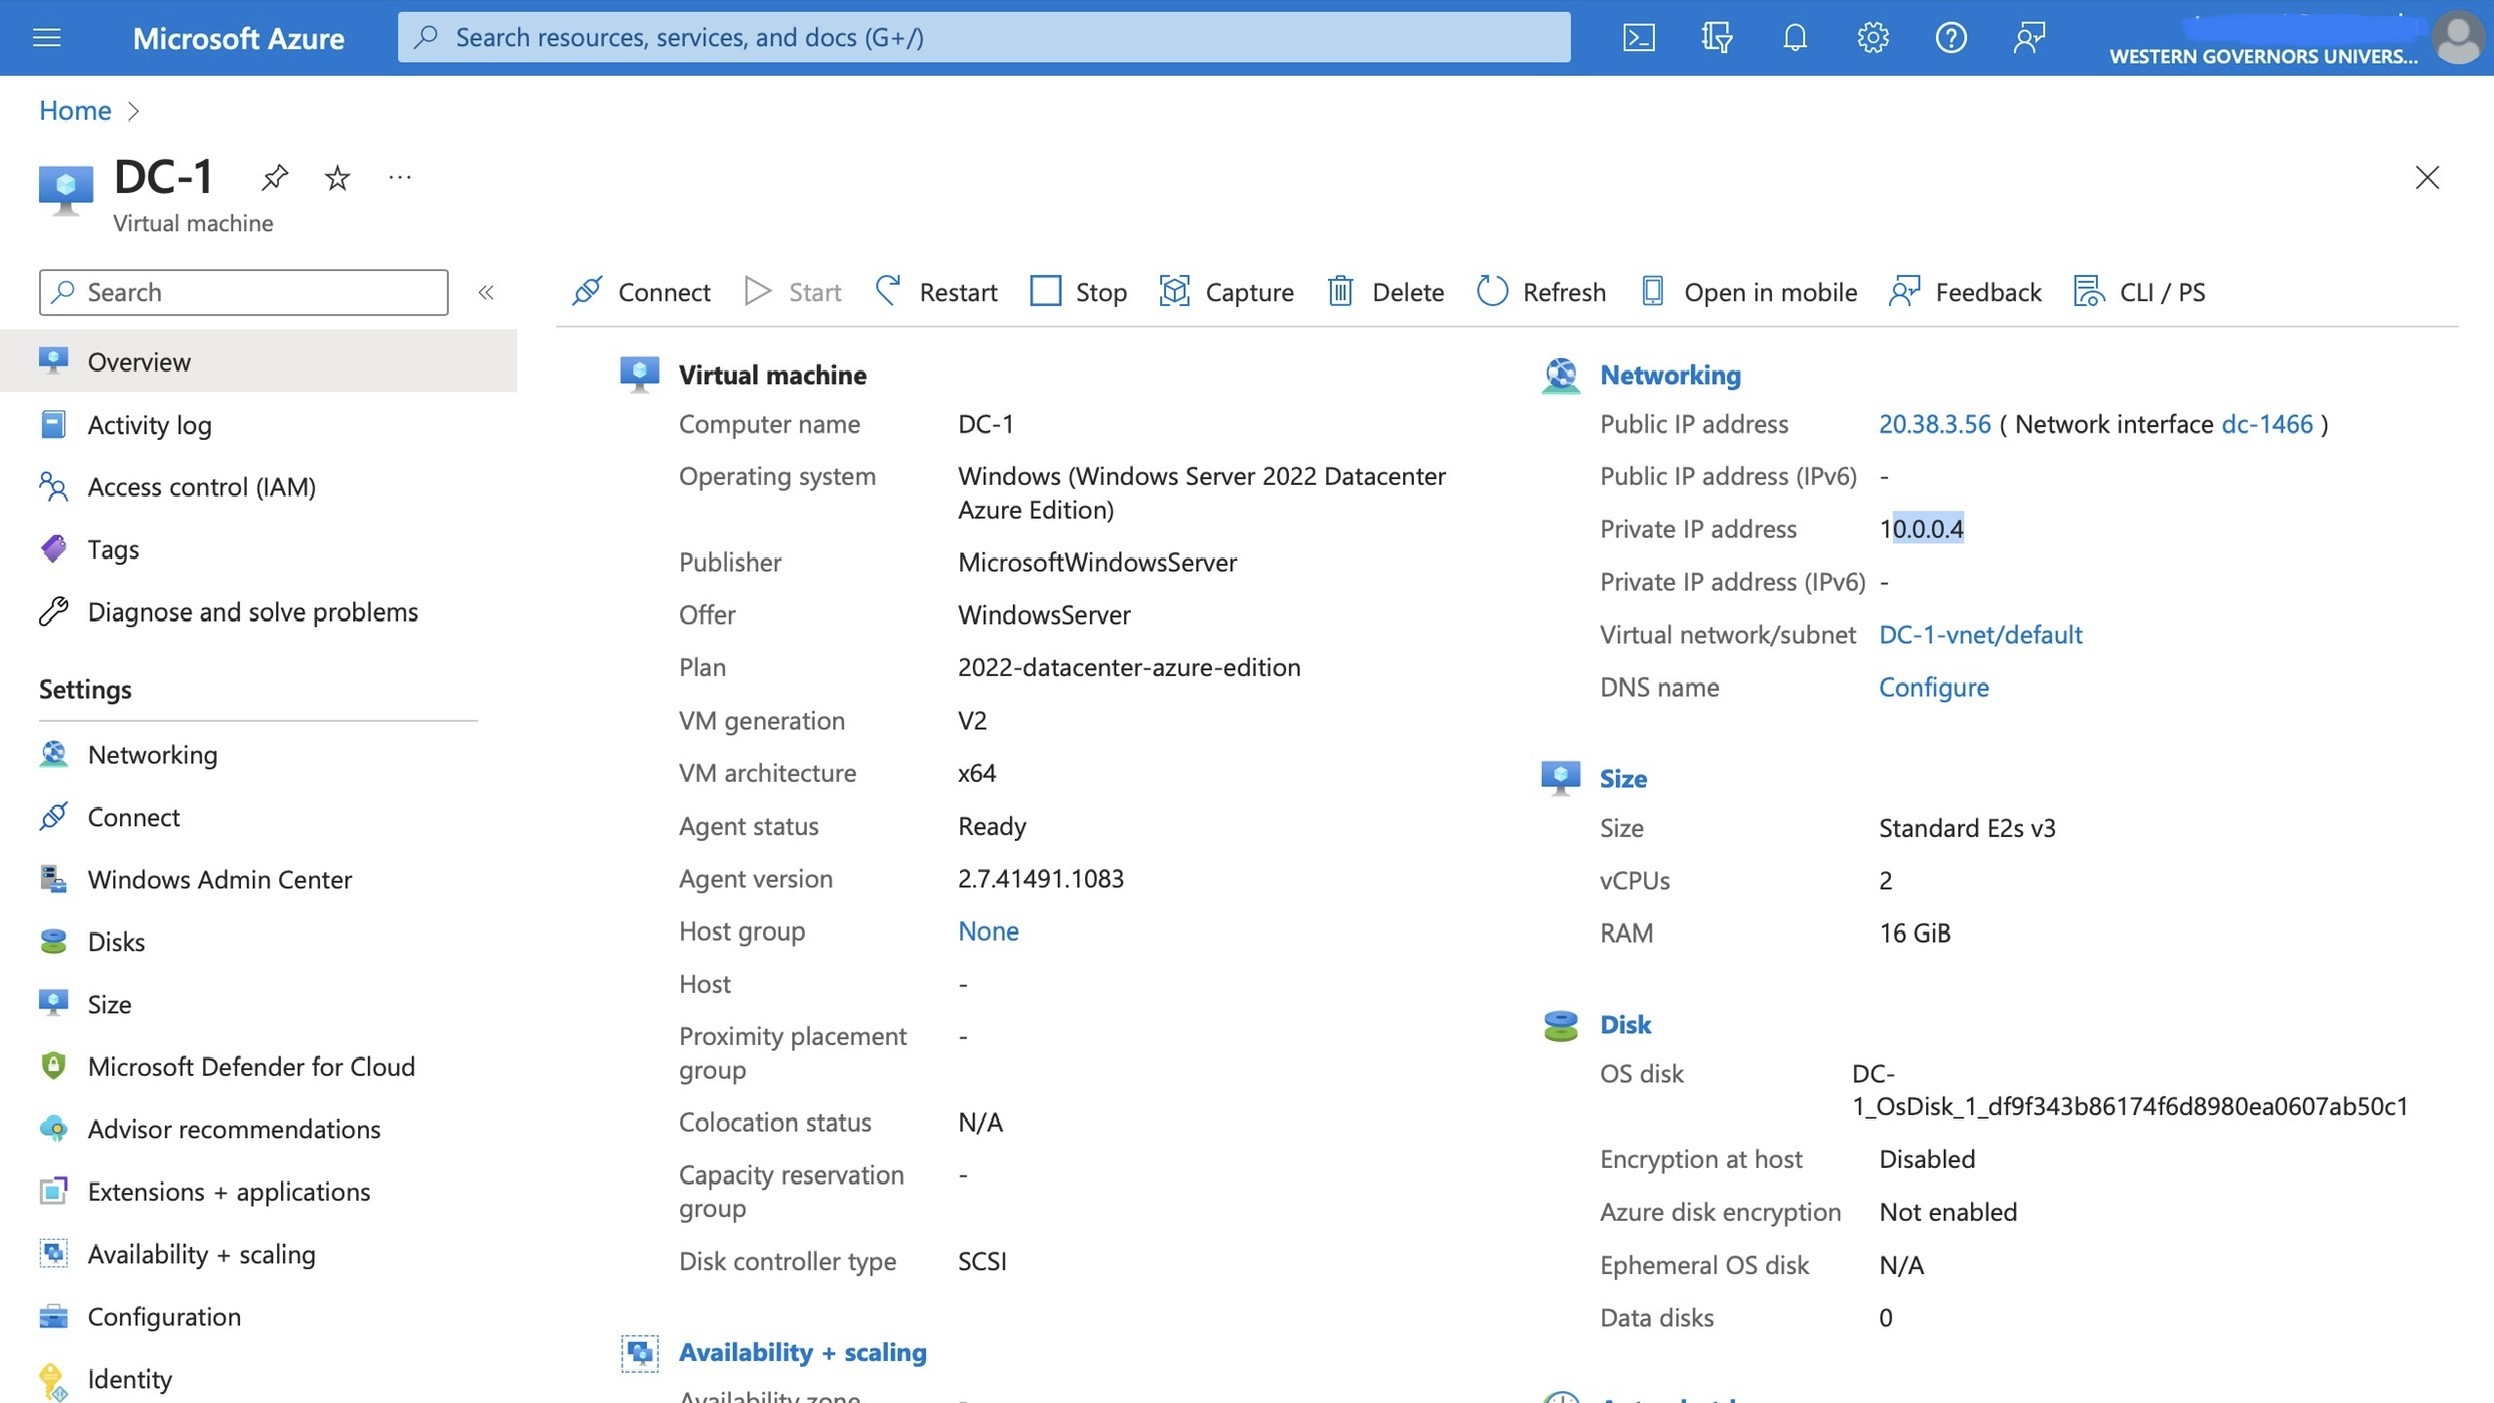 Microsoft Azure
Search resources, services, and docs (G+/)
WESTERN GOVERNORS UNIVERS...
Home
DC-1
Virtual machine
Search
«
Connect
Start
Restart
Stop
Capture
Delete
Refresh
Open in mobile
Feedback
CLI / PS
Overview
Activity log
Access control (IAM)
Tags
Diagnose and solve problems
Settings
Networking
Connect
Windows Admin Center
Disks
Size
Microsoft Defender for Cloud
Advisor recommendations
Extensions + applications
Availability + scaling
Configuration
Identity
Virtual machine
Computer name DC-1
Operating system Windows (Windows Server 2022 Datacenter
Azure Edition)
Publisher MicrosoftWindowsServer
Offer WindowsServer
Plan 2022-datacenter-azure-edition
VM generation V2
VM architecture x64
Agent status Ready
Agent version 2.7.41491.1083
Host group None
Host -
Proximity placement -
group
Colocation status N/A
Capacity reservation -
group
Disk controller type SCSI
Availability + scaling
Availability zone -
Networking
Public IP address 20.38.3.56 ( Network interface dc-1466 )
Public IP address (IPv6) -
Private IP address 10.0.0.4
Private IP address (IPv6) -
Virtual network/subnet DC-1-vnet/default
DNS name Configure
Size
Size Standard E2s v3
vCPUs 2
RAM 16 GiB
Disk
OS disk DC-
1_OsDisk_1_df9f343b86174f6d8980ea0607ab50c1
Encryption at host Disabled
Azure disk encryption Not enabled
Ephemeral OS disk N/A
Data disks 0